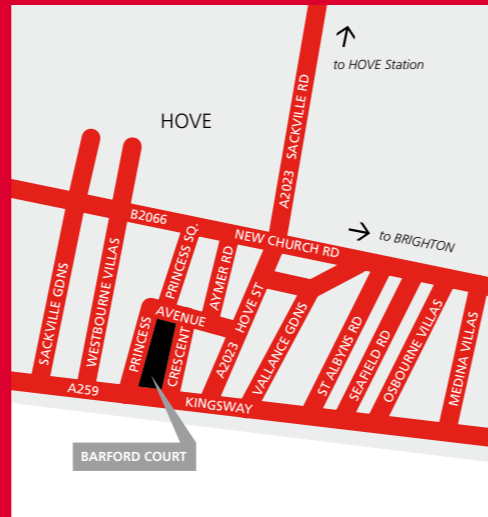 to HOVE Station
HOVE
A2023 SACKVILLE RD
B2066
NEW CHURCH RD
to BRIGHTON
SACKVILLE GDNS
WESTBOURNE VILLAS
PRINCESS SQ.
AYMER RD
PRINCESS
AVENUE
CRESCENT
A2023 HOVE ST
VALLANCE GDNS
ST ALBYNS RD
SEAFIELD RD
OSBOURNE VILLAS
MEDINA VILLAS
A259
KINGSWAY
BARFORD COURT